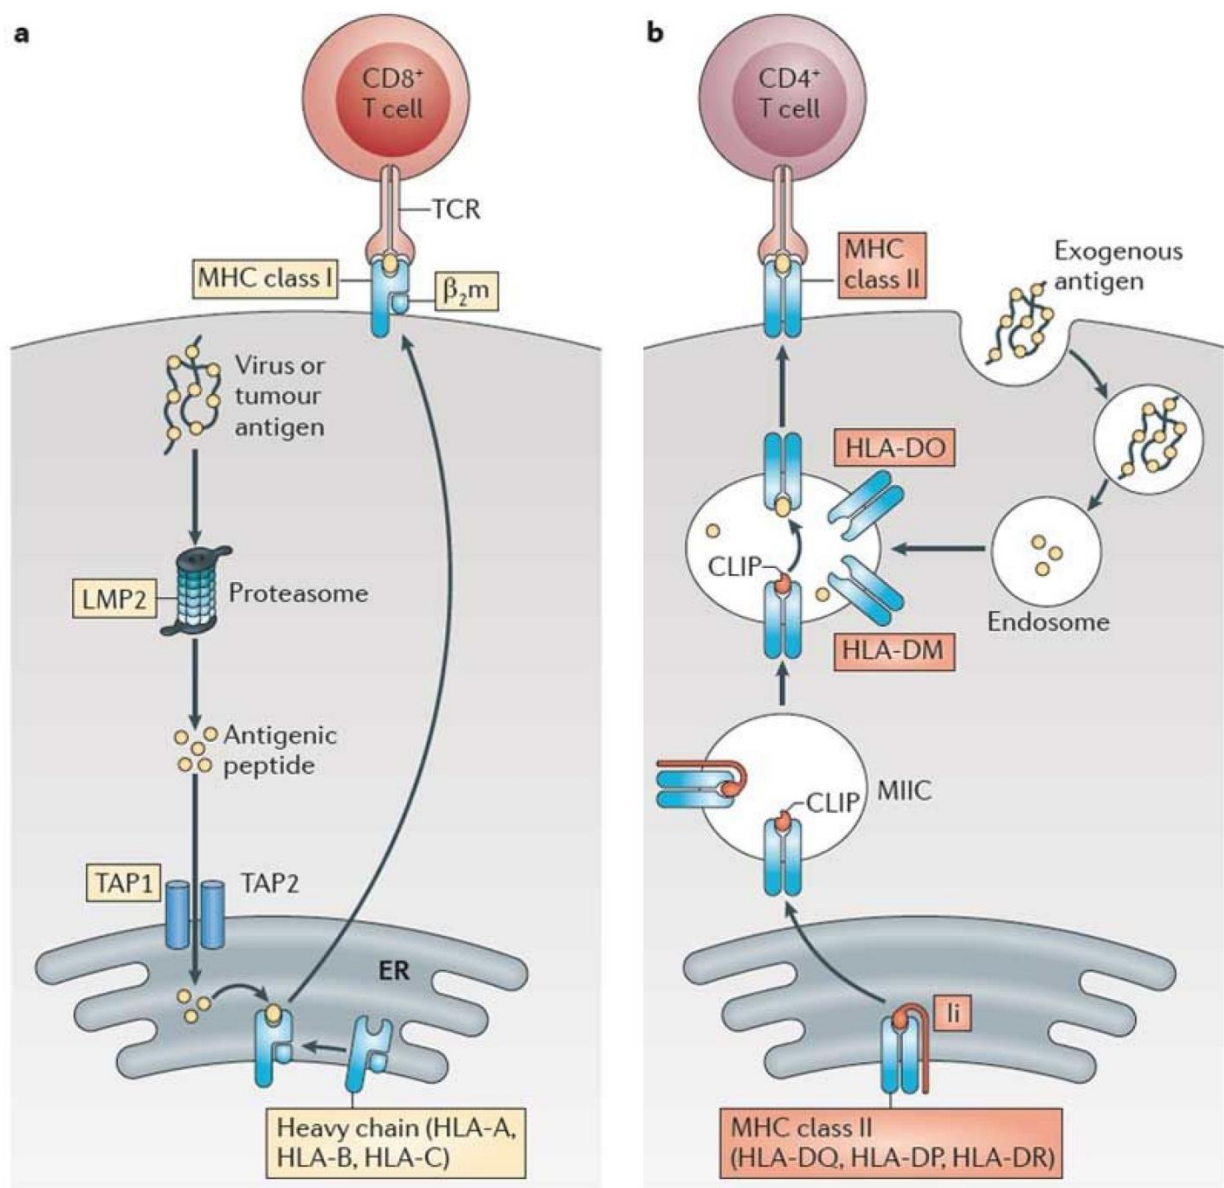 a
CD8⁺
T cell
TCR
MHC class I
β₂m
Virus or
tumour
antigen
LMP2
Proteasome
Antigenic
peptide
TAP1
TAP2
ER
Heavy chain (HLA-A,
HLA-B, HLA-C)
b
CD4⁺
T cell
MHC
class II
Exogenous
antigen
HLA-DO
CLIP
Endosome
HLA-DM
MIIC
CLIP
Ii
MHC class II
(HLA-DQ, HLA-DP, HLA-DR)